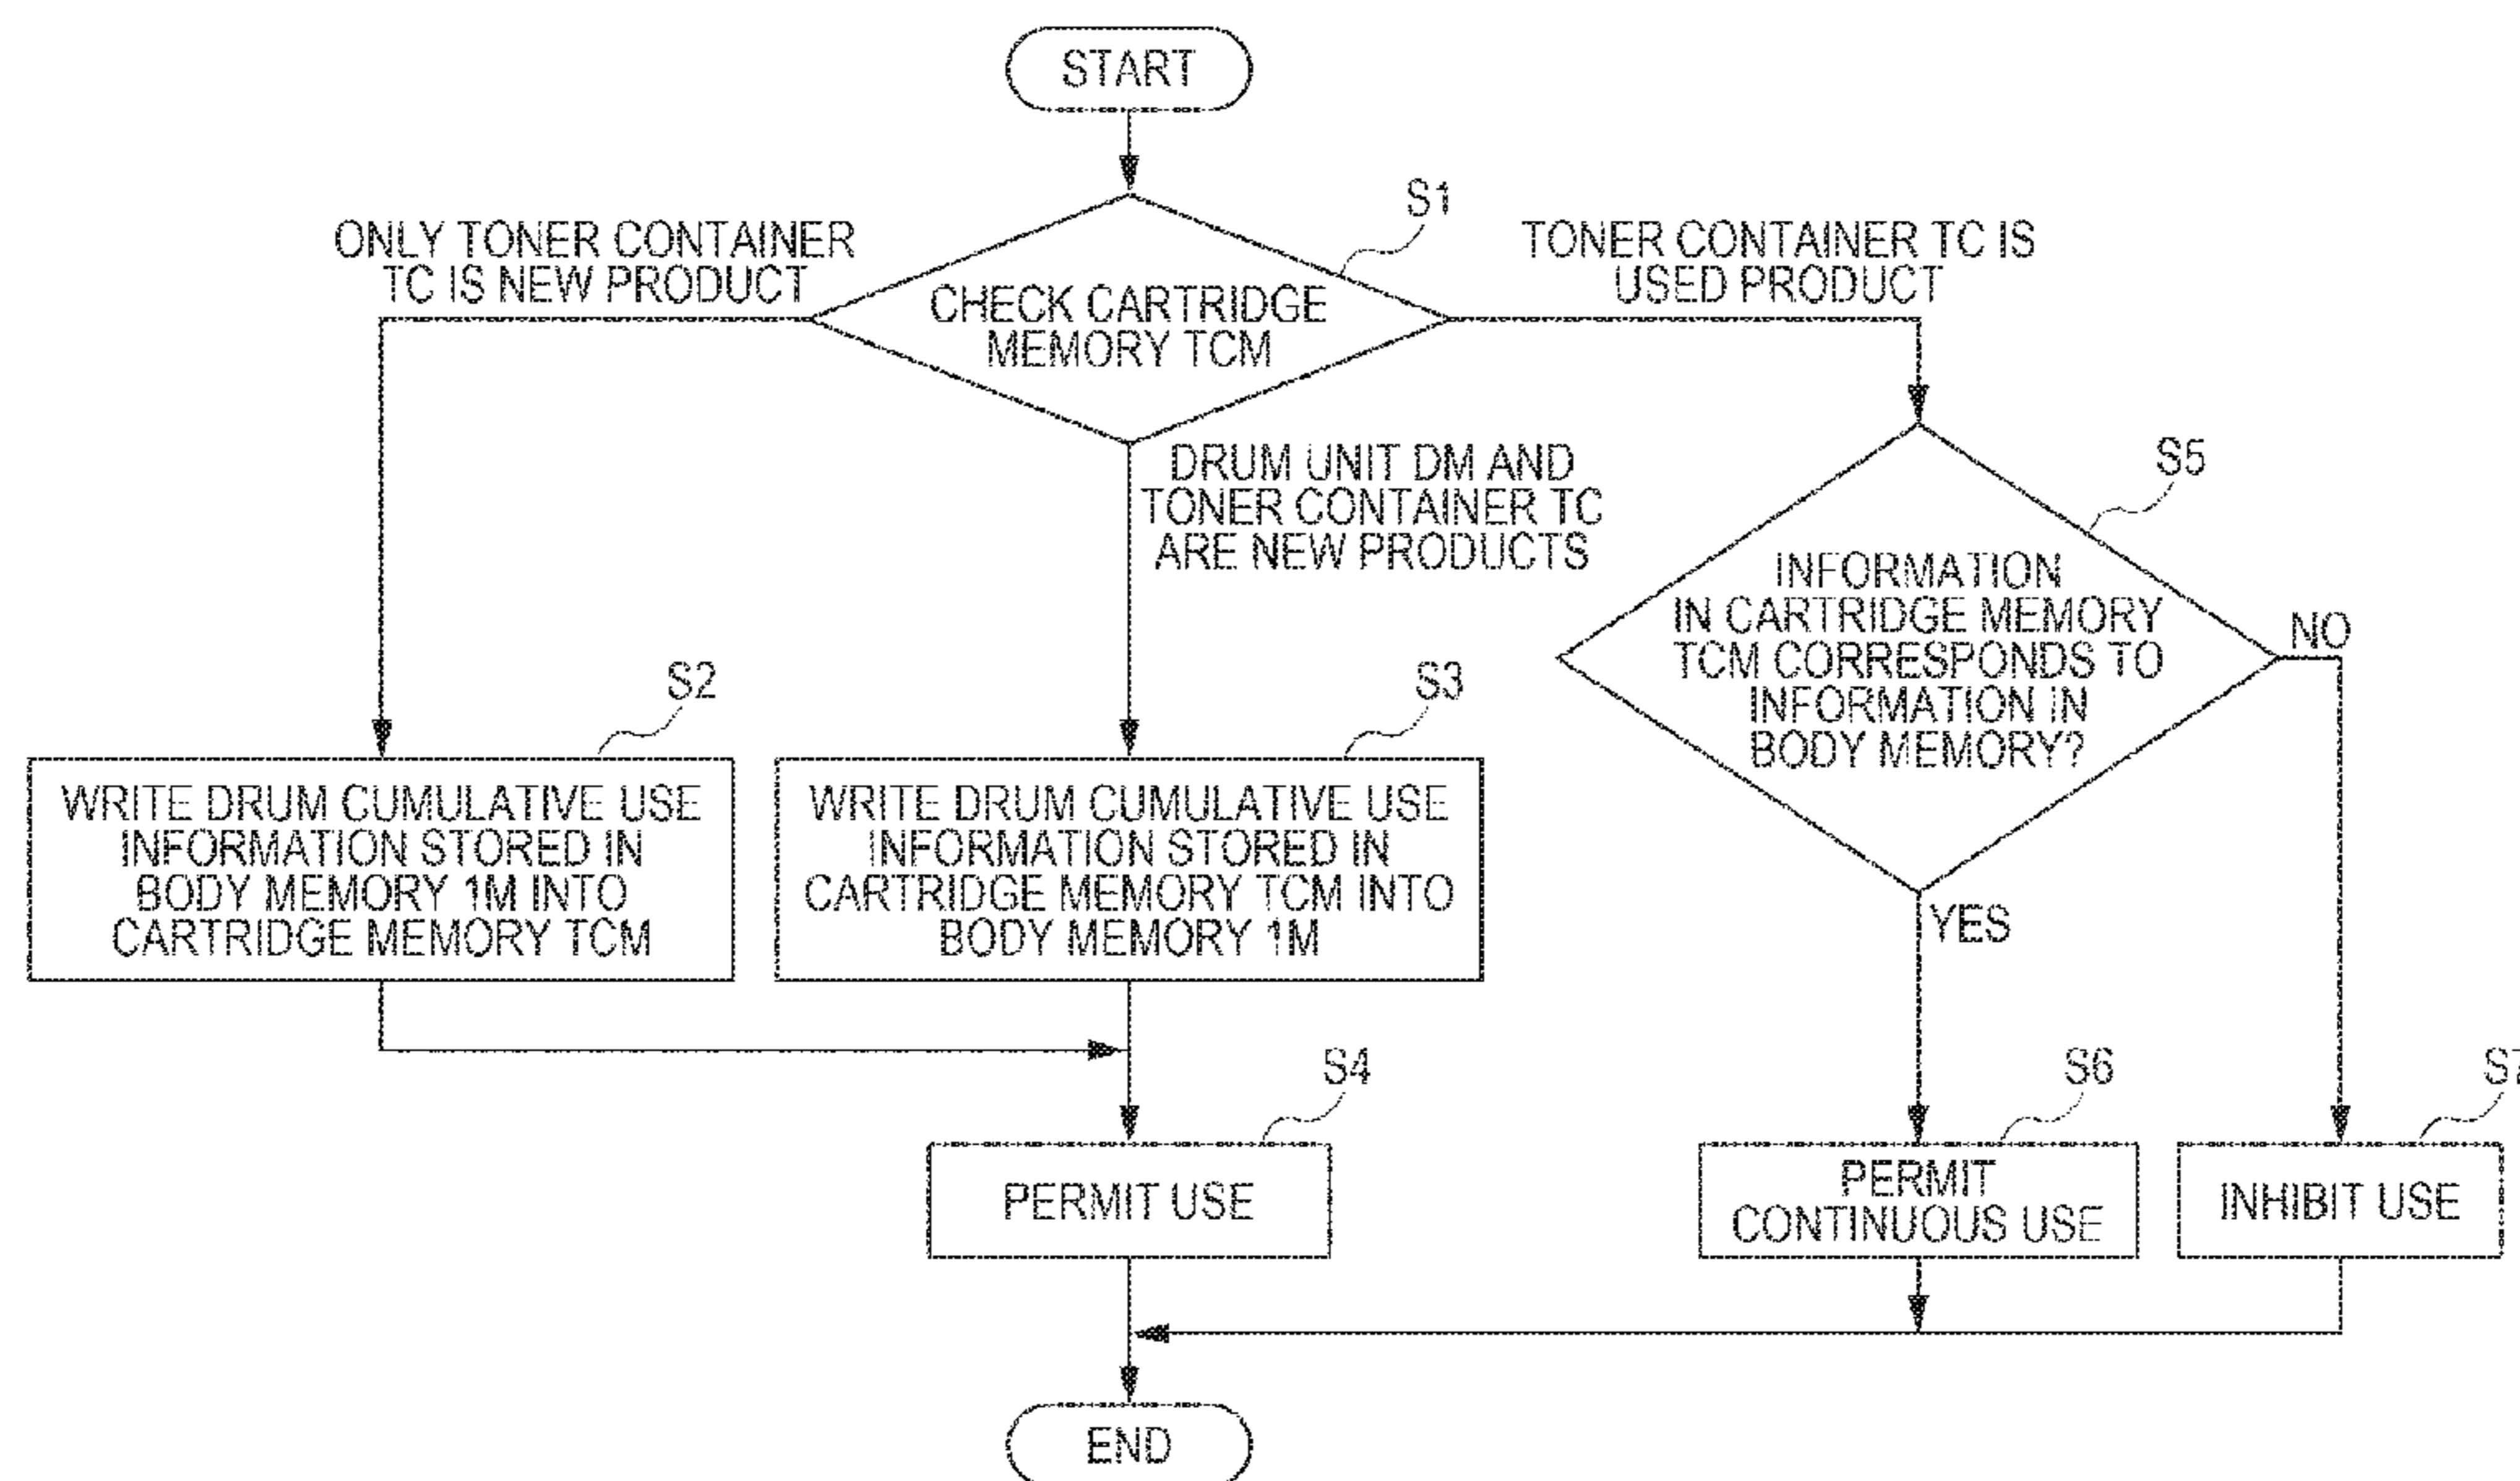 START
S1
ONLY TONER CONTAINER
TC IS NEW PRODUCT
TONER CONTAINER TC IS
USED PRODUCT
CHECK CARTRIDGE
MEMORY TCM
DRUM UNIT DM AND
TONER CONTAINER TC
ARE NEW PRODUCTS
S5
INFORMATION
IN CARTRIDGE MEMORY
TCM CORRESPONDS TO
INFORMATION IN
BODY MEMORY?
NO
YES
S2
WRITE DRUM CUMULATIVE USE
INFORMATION STORED IN
BODY MEMORY 1M INTO
CARTRIDGE MEMORY TCM
S3
WRITE DRUM CUMULATIVE USE
INFORMATION STORED IN
CARTRIDGE MEMORY TCM INTO
BODY MEMORY 1M
S4
PERMIT USE
S6
PERMIT
CONTINUOUS USE
S7
INHIBIT USE
END